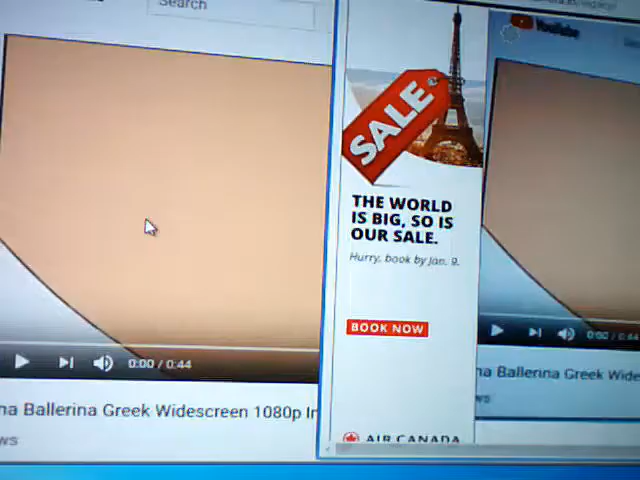 Search
0:00 / 0:44
na Ballerina Greek Widescreen 1080p In
ws
SALE
THE WORLD
IS BIG, SO IS
OUR SALE.
Hurry, book by Jan. 9.
BOOK NOW
AIR CANADA
YouTube
0:00 / 0:44
na Ballerina Greek Wide
ws